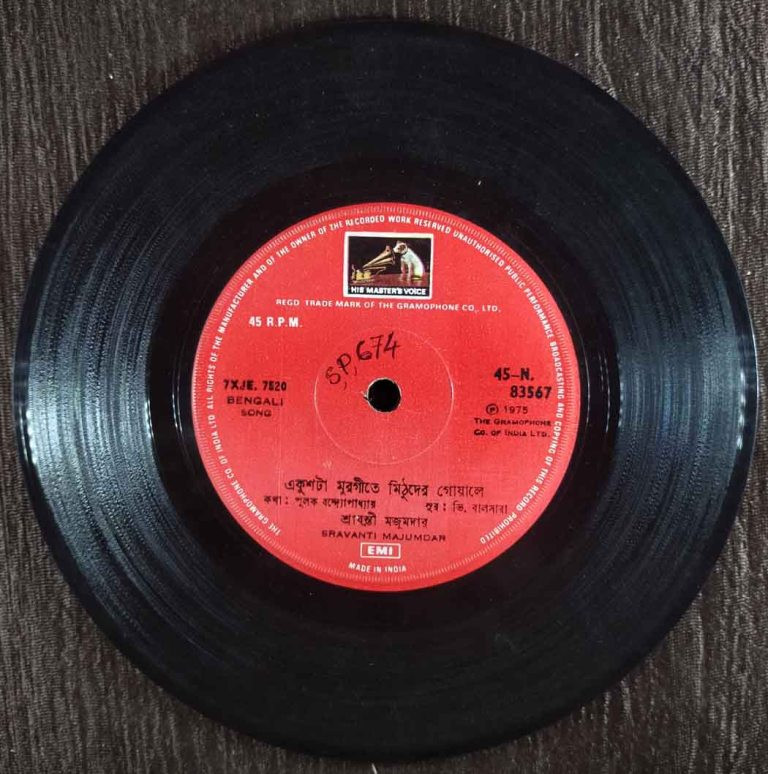 THE GRAMOPHONE CO. OF INDIA LTD. ALL RIGHTS OF THE MANUFACTURER AND OF THE OWNER OF THE RECORDED WORK RESERVED UNAUTHORISED PUBLIC PERFORMANCE BROADCASTING AND COPYING OF THIS RECORD PROHIBITED
HIS MASTER'S VOICE
REGD TRADE MARK OF THE GRAMOPHONE CO., LTD.
45 R.P.M.
S.P. 674
7XJE. 7520
BENGALI
SONG
45–N.
83567
Ⓟ 1975
THE GRAMOPHONE
CO. OF INDIA LTD.
একুশটা মুরগীতে মিঠুদের গোয়ালে
কথা : পুলক বন্দ্যোপাধ্যায় সুর : ভি. বালসারা
শ্রাবন্তী মজুমদার
SRAVANTI MAJUMDAR
EMI
MADE IN INDIA